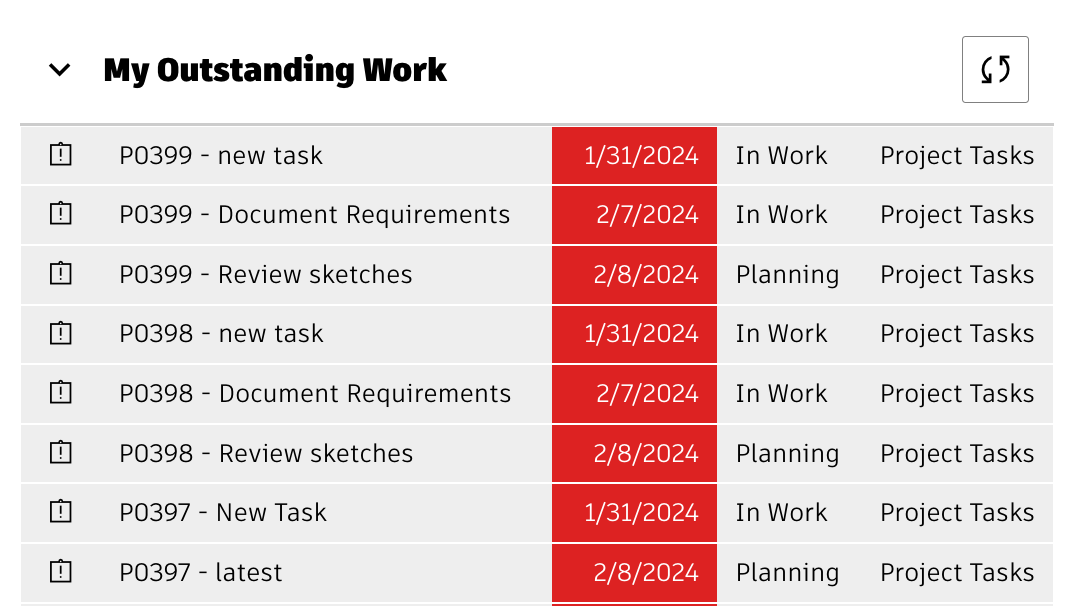 My Outstanding Work
P0399 - new task 1/31/2024 In Work Project Tasks
P0399 - Document Requirements 2/7/2024 In Work Project Tasks
P0399 - Review sketches 2/8/2024 Planning Project Tasks
P0398 - new task 1/31/2024 In Work Project Tasks
P0398 - Document Requirements 2/7/2024 In Work Project Tasks
P0398 - Review sketches 2/8/2024 Planning Project Tasks
P0397 - New Task 1/31/2024 In Work Project Tasks
P0397 - latest 2/8/2024 Planning Project Tasks